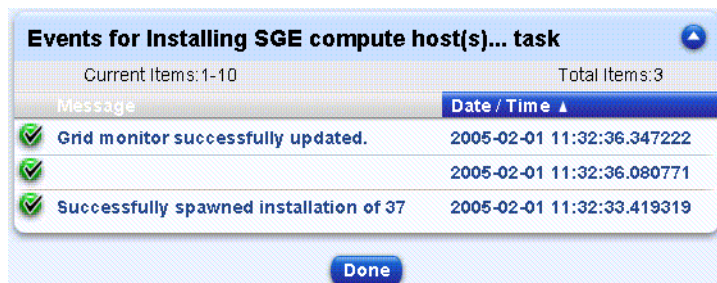 Events for Installing SGE compute host(s)... task
Current Items:1-10 Total Items:3
Message Date / Time ▲
Grid monitor successfully updated. 2005-02-01 11:32:36.347222
2005-02-01 11:32:36.080771
Successfully spawned installation of 37 2005-02-01 11:32:33.419319
Done